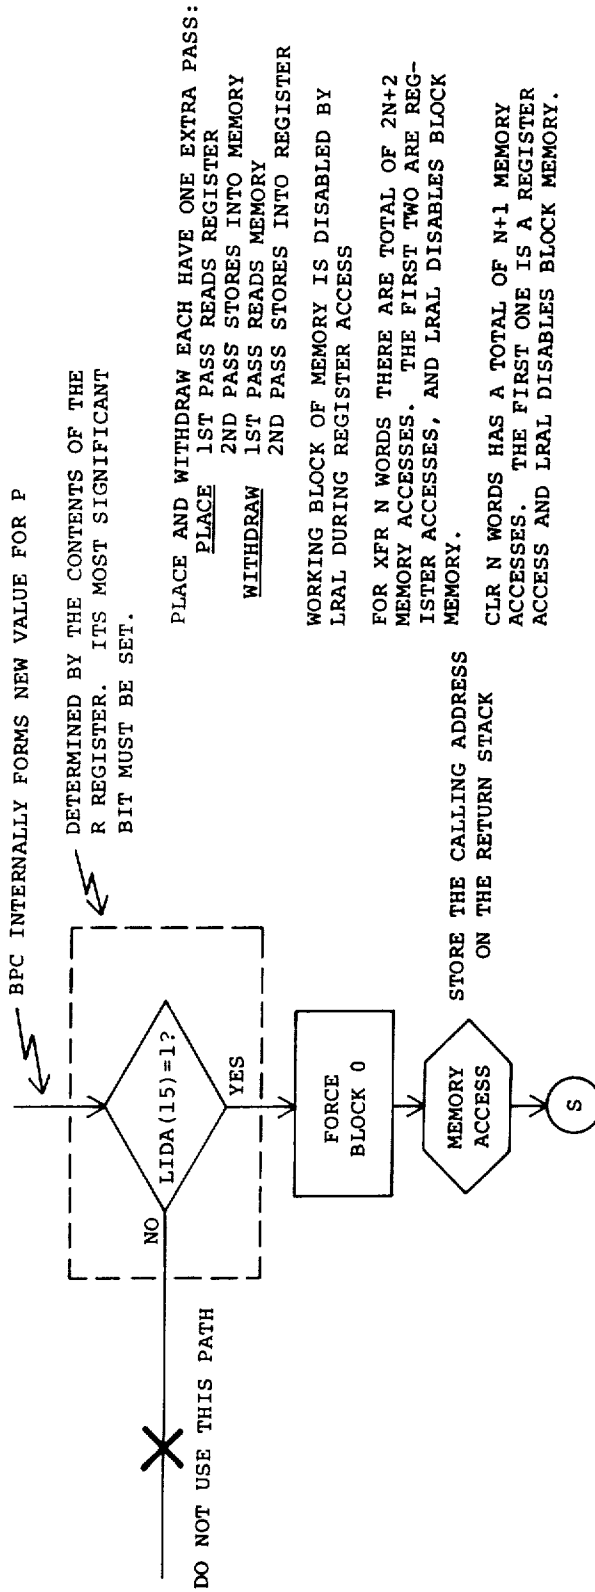 BPC INTERNALLY FORMS NEW VALUE FOR P
DETERMINED BY THE CONTENTS OF THE
R REGISTER. ITS MOST SIGNIFICANT
BIT MUST BE SET.
LIDA(15)=1?
NO
YES
DO NOT USE THIS PATH
FORCE
BLOCK 0
MEMORY
ACCESS
STORE THE CALLING ADDRESS
ON THE RETURN STACK
S
PLACE AND WITHDRAW EACH HAVE ONE EXTRA PASS:
PLACE 1ST PASS READS REGISTER
2ND PASS STORES INTO MEMORY
WITHDRAW 1ST PASS READS MEMORY
2ND PASS STORES INTO REGISTER
WORKING BLOCK OF MEMORY IS DISABLED BY
LRAL DURING REGISTER ACCESS
FOR XFR N WORDS THERE ARE TOTAL OF 2N+2
MEMORY ACCESSES. THE FIRST TWO ARE REG-
ISTER ACCESSES, AND LRAL DISABLES BLOCK
MEMORY.
CLR N WORDS HAS A TOTAL OF N+1 MEMORY
ACCESSES. THE FIRST ONE IS A REGISTER
ACCESS AND LRAL DISABLES BLOCK MEMORY.